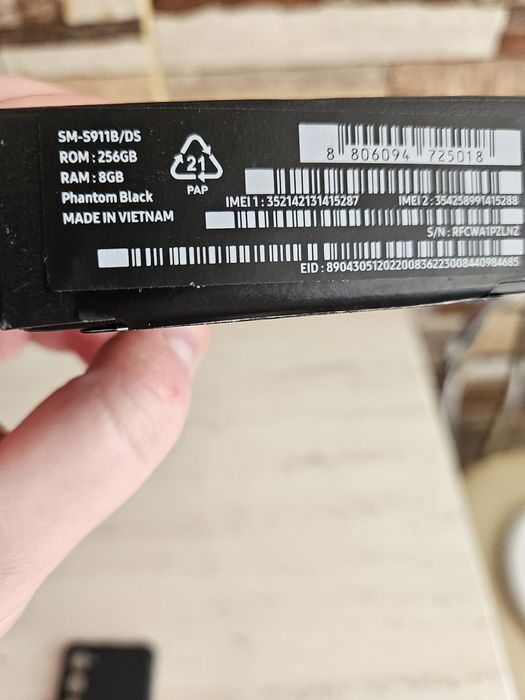 SM-S911B/DS
ROM : 256GB
RAM : 8GB
Phantom Black
MADE IN VIETNAM
21
PAP
8 806094 725018
IMEI 1 : 352142131415287
IMEI 2 : 354258991415288
S/N : RFCWA1PZLNZ
EID : 89043051202200836223008440984685